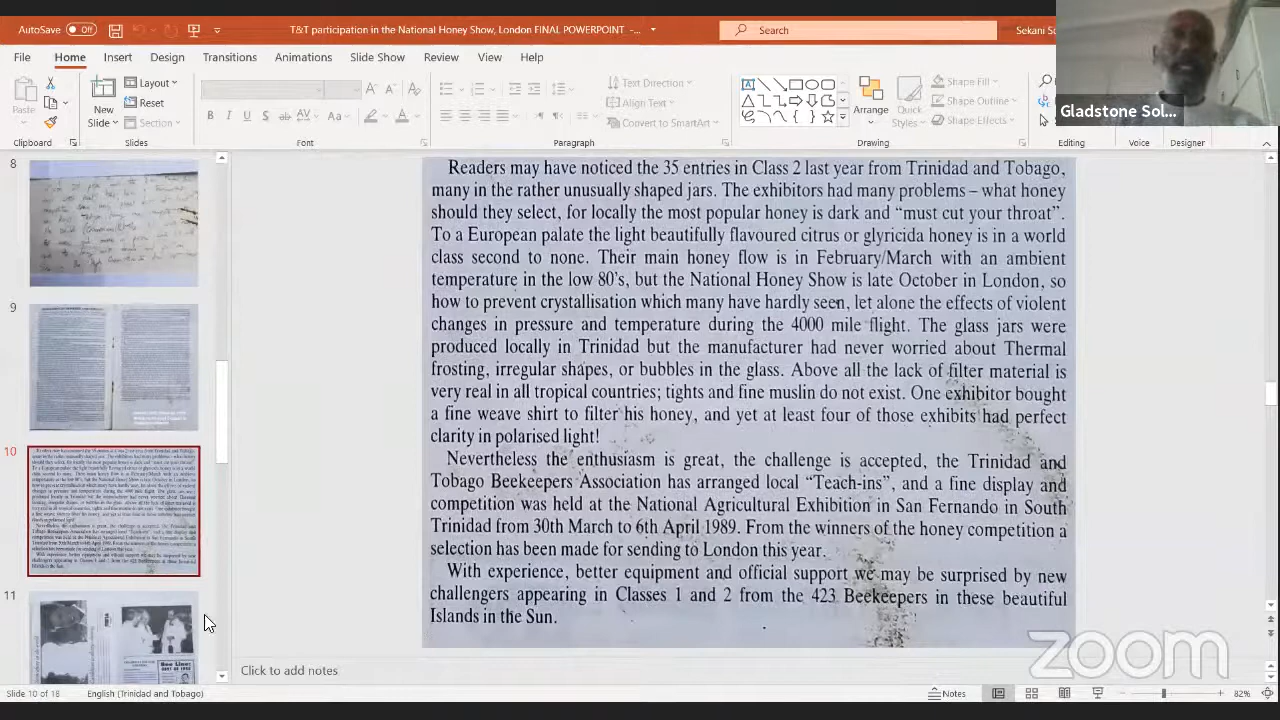 AutoSave Off
T&T participation in the National Honey Show, London FINAL POWERPOINT -...
Search
Sekani
Gladstone Sol...
File Home Insert Design Transitions Animations Slide Show Review View Help
Paste
New
Slide
Layout
Reset
Section
Text Direction
Align Text
Convert to SmartArt
Arrange
Quick
Styles
Shape Fill
Shape Outline
Shape Effects
Clipboard Slides Font Paragraph Drawing Editing Voice Designer
8
9
10
11
Readers may have noticed the 35 entries in Class 2 last year from Trinidad and Tobago,
many in the rather unusually shaped jars. The exhibitors had many problems – what honey
should they select, for locally the most popular honey is dark and “must cut your throat”.
To a European palate the light beautifully flavoured citrus or glyricida honey is in a world
class second to none. Their main honey flow is in February/March with an ambient
temperature in the low 80’s, but the National Honey Show is late October in London, so
how to prevent crystallisation which many have hardly seen, let alone the effects of violent
changes in pressure and temperature during the 4000 mile flight. The glass jars were
produced locally in Trinidad but the manufacturer had never worried about Thermal
frosting, irregular shapes, or bubbles in the glass. Above all the lack of filter material is
very real in all tropical countries; tights and fine muslin do not exist. One exhibitor bought
a fine weave shirt to filter his honey, and yet at least four of those exhibits had perfect
clarity in polarised light!
Nevertheless the enthusiasm is great, the challenge is accepted, the Trinidad and
Tobago Beekeepers Association has arranged local “Teach-ins”, and a fine display and
competition was held at the National Agricultural Exhibition in San Fernando in South
Trinidad from 30th March to 6th April 1989. From the winners of the honey competition a
selection has been made for sending to London this year.
With experience, better equipment and official support we may be surprised by new
challengers appearing in Classes 1 and 2 from the 423 Beekeepers in these beautiful
Islands in the Sun.
Click to add notes
zoom
Slide 10 of 18 English (Trinidad and Tobago)
Notes
82%